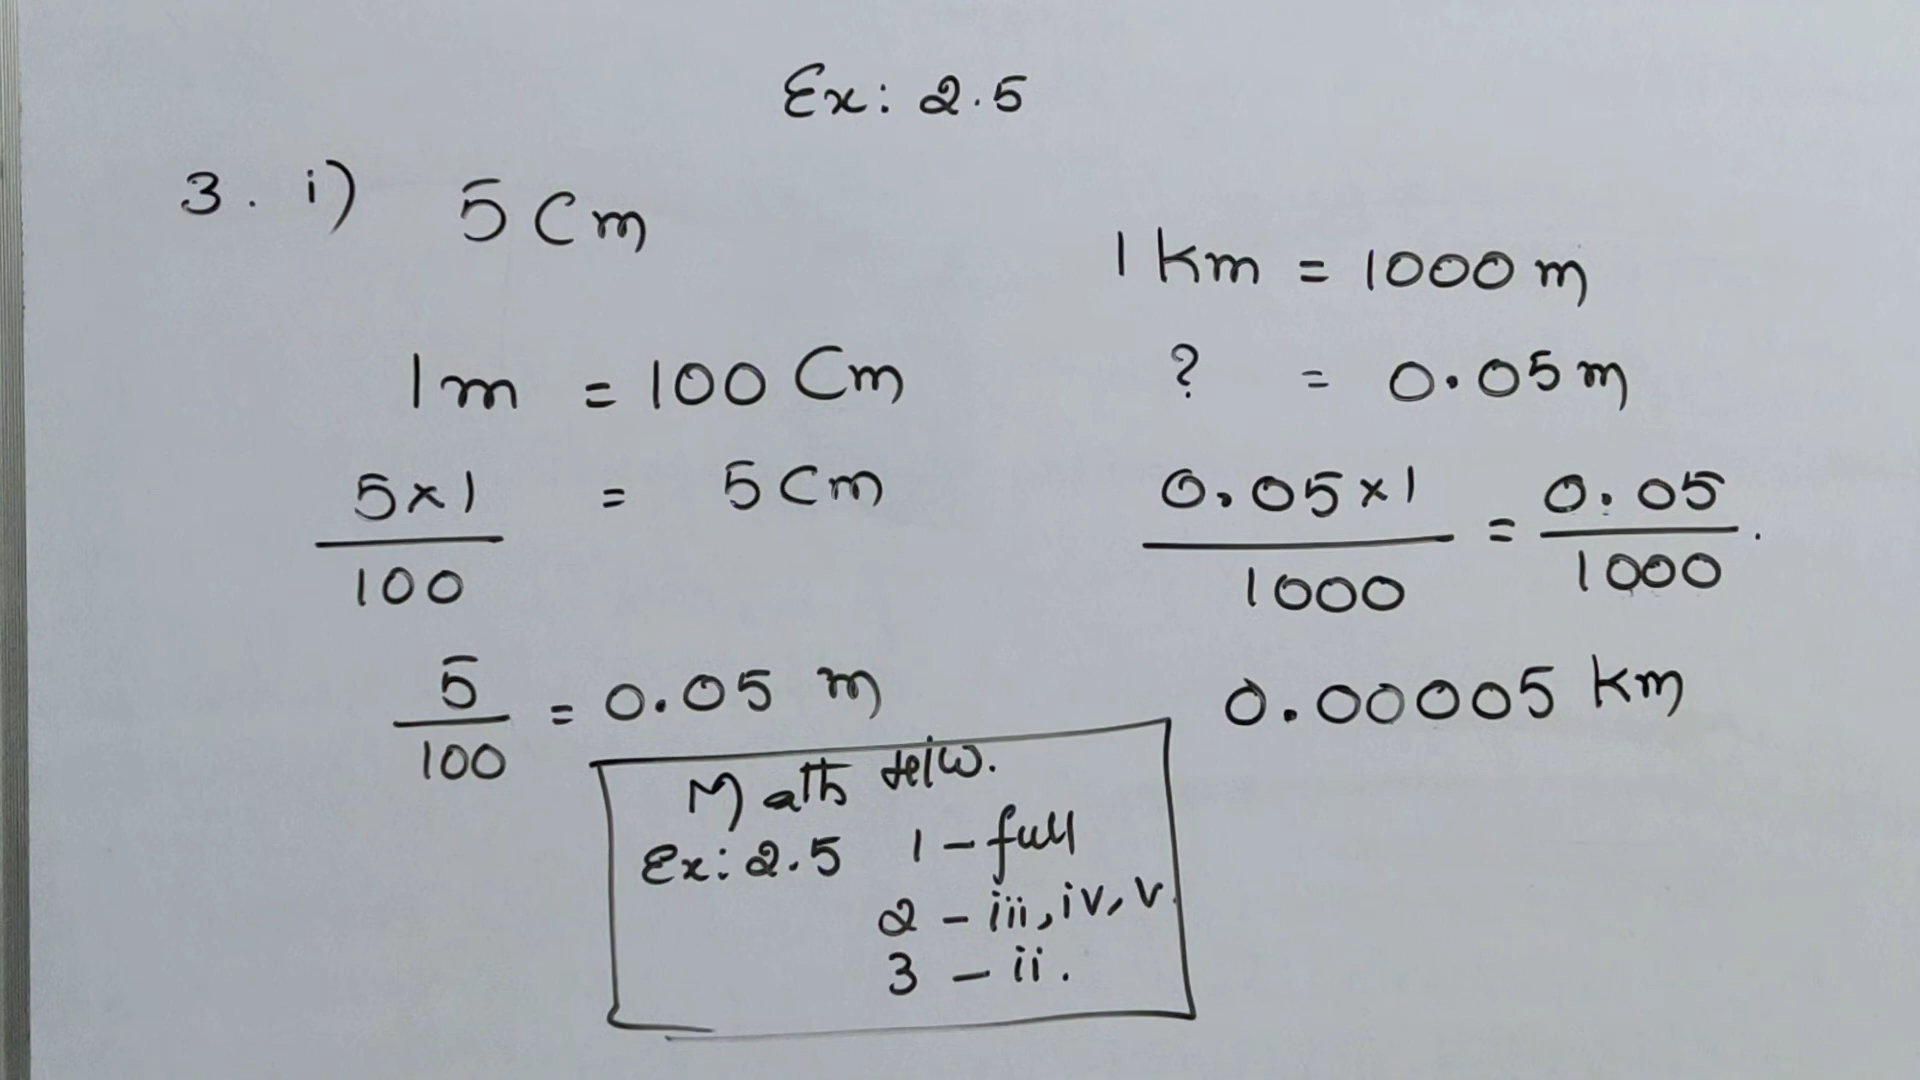 Ex: 2.5
3. i) 5 Cm
1 m = 100 Cm
5×1/100 = 5 Cm
5/100 = 0.05 m
1 km = 1000 m
? = 0.05 m
0.05×1/1000 = 0.05/1000.
0.00005 km
Math H/W.
Ex: 2.5 1 – full
2 – iii, iv, v.
3 – ii.